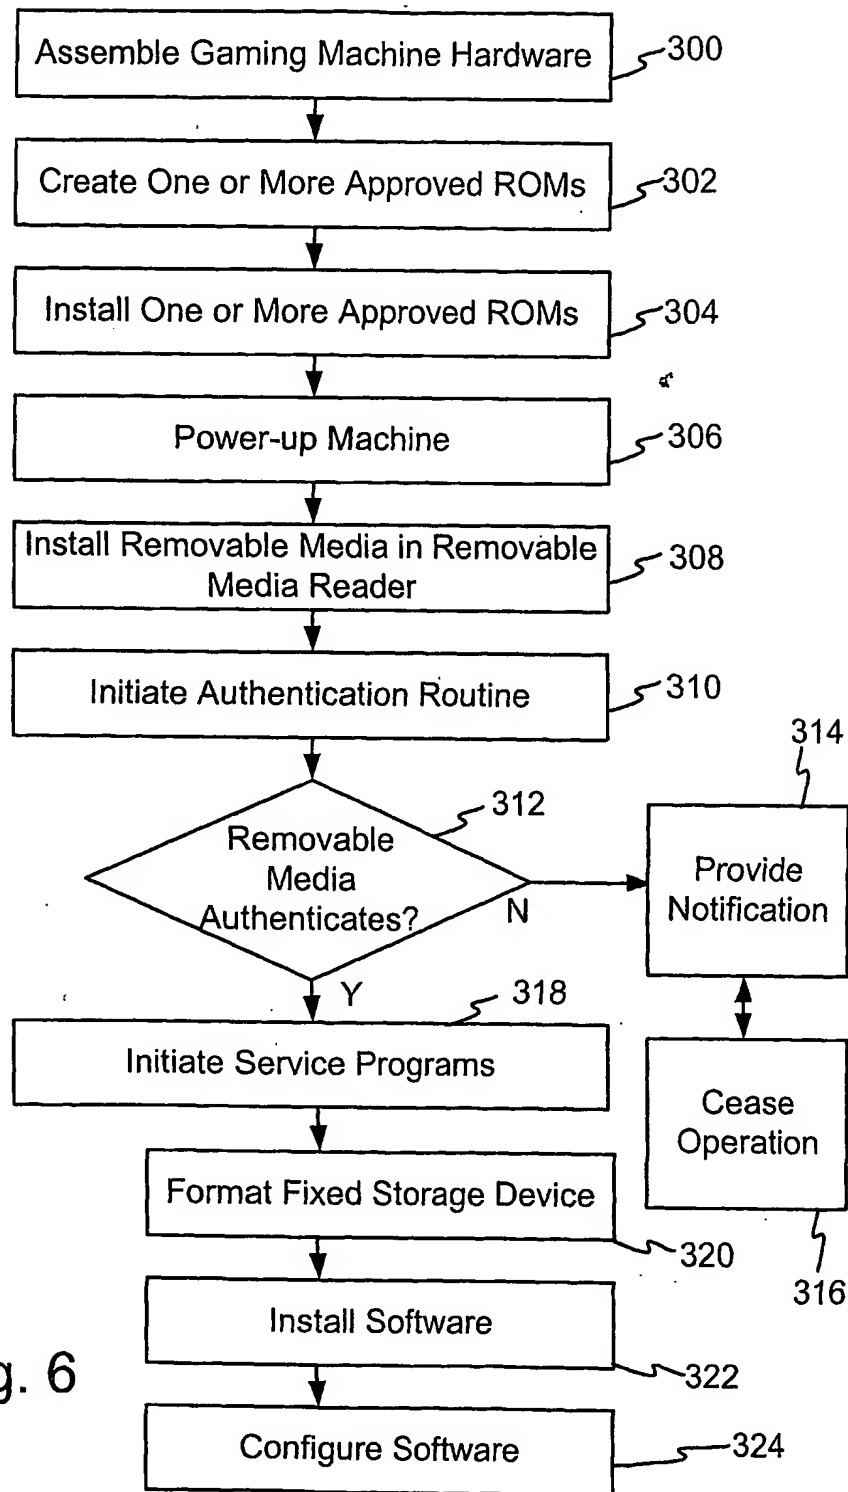 Assemble Gaming Machine Hardware
300
Create One or More Approved ROMs
302
Install One or More Approved ROMs
304
Power-up Machine
306
Install Removable Media in Removable
Media Reader
308
Initiate Authentication Routine
310
314
312
Removable
Media
Authenticates?
N
Provide
Notification
Y
318
Initiate Service Programs
Cease
Operation
Format Fixed Storage Device
320
316
Install Software
322
g. 6
Configure Software
324